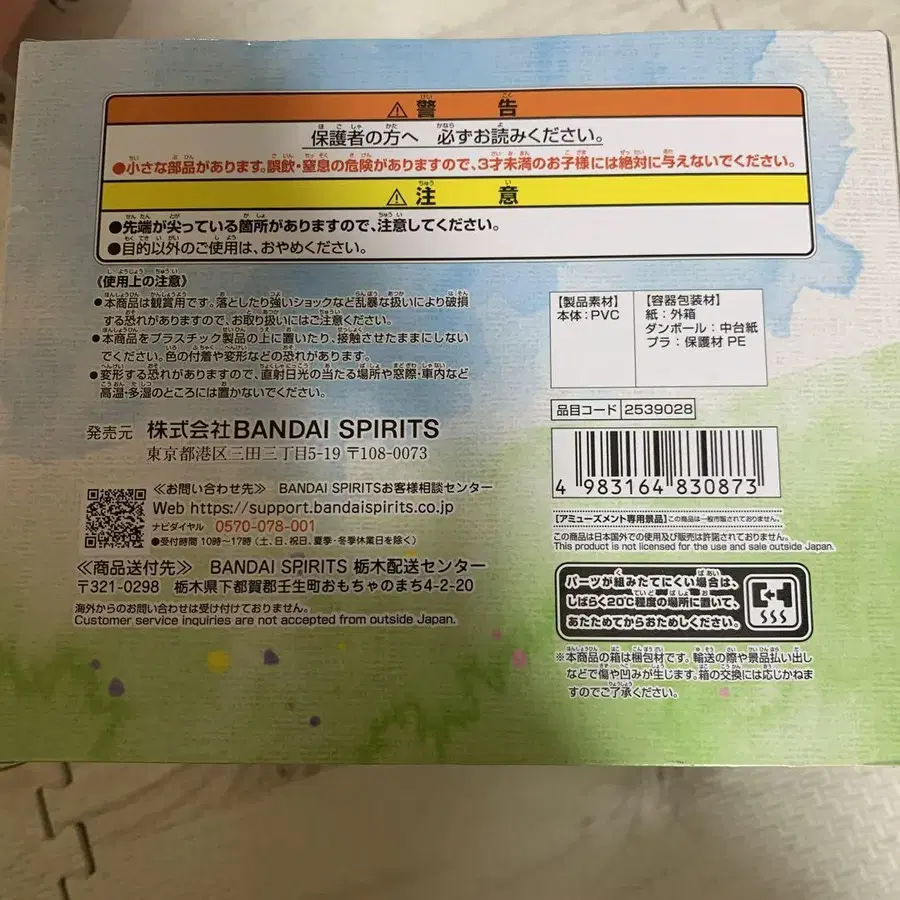 ⚠警告
保護者の方へ 必ずお読みください。
●小さな部品があります。誤飲・窒息の危険がありますので、3才未満のお子様には絶対に与えないでください。
⚠注意
●先端が尖っている箇所がありますので、注意してください。
●目的以外のご使用は、おやめください。
《使用上の注意》
●本商品は観賞用です。落としたり強いショックなど乱暴な扱いにより破損
する恐れがありますので、お取り扱いにはご注意ください。
●本商品をプラスチック製品の上に置いたり、接触させたままにしない
でください。色の付着や変形などの恐れがあります。
●変形する恐れがありますので、直射日光の当たる場所や窓際・車内など
高温・多湿のところには置かないでください。
発売元 株式会社BANDAI SPIRITS
東京都港区三田三丁目5-19 〒108-0073
≪お問い合わせ先≫ BANDAI SPIRITSお客様相談センター
Web https://support.bandaispirits.co.jp
ナビダイヤル 0570-078-001
●受付時間 10時〜17時(土、日、祝日、夏季・冬季休業日を除く)
≪商品送付先≫ BANDAI SPIRITS 栃木配送センター
〒321-0298 栃木県下都賀郡壬生町おもちゃのまち4-2-20
海外からのお問い合わせは受け付けておりません。
Customer service inquiries are not accepted from outside Japan.
【製品素材】
本体:PVC
【容器包装材】
紙:外箱
ダンボール:中台紙
プラ:保護材 PE
品目コード 2539028
4 983164 830873
【アミューズメント専用景品】この商品は一般市販されておりません。
この商品は日本国外での使用及び販売は許諾されておりません。
This product is not licensed for the use and sale outside Japan.
パーツが組みたてにくい場合は、
しばらく20℃程度の場所に置いて、
あたためてからおためしください。
※本商品の箱は梱包材です。輸送の際や景品払い出し
などで傷や凹みが生じます。箱の交換には応じかねま
すのでご了承ください。